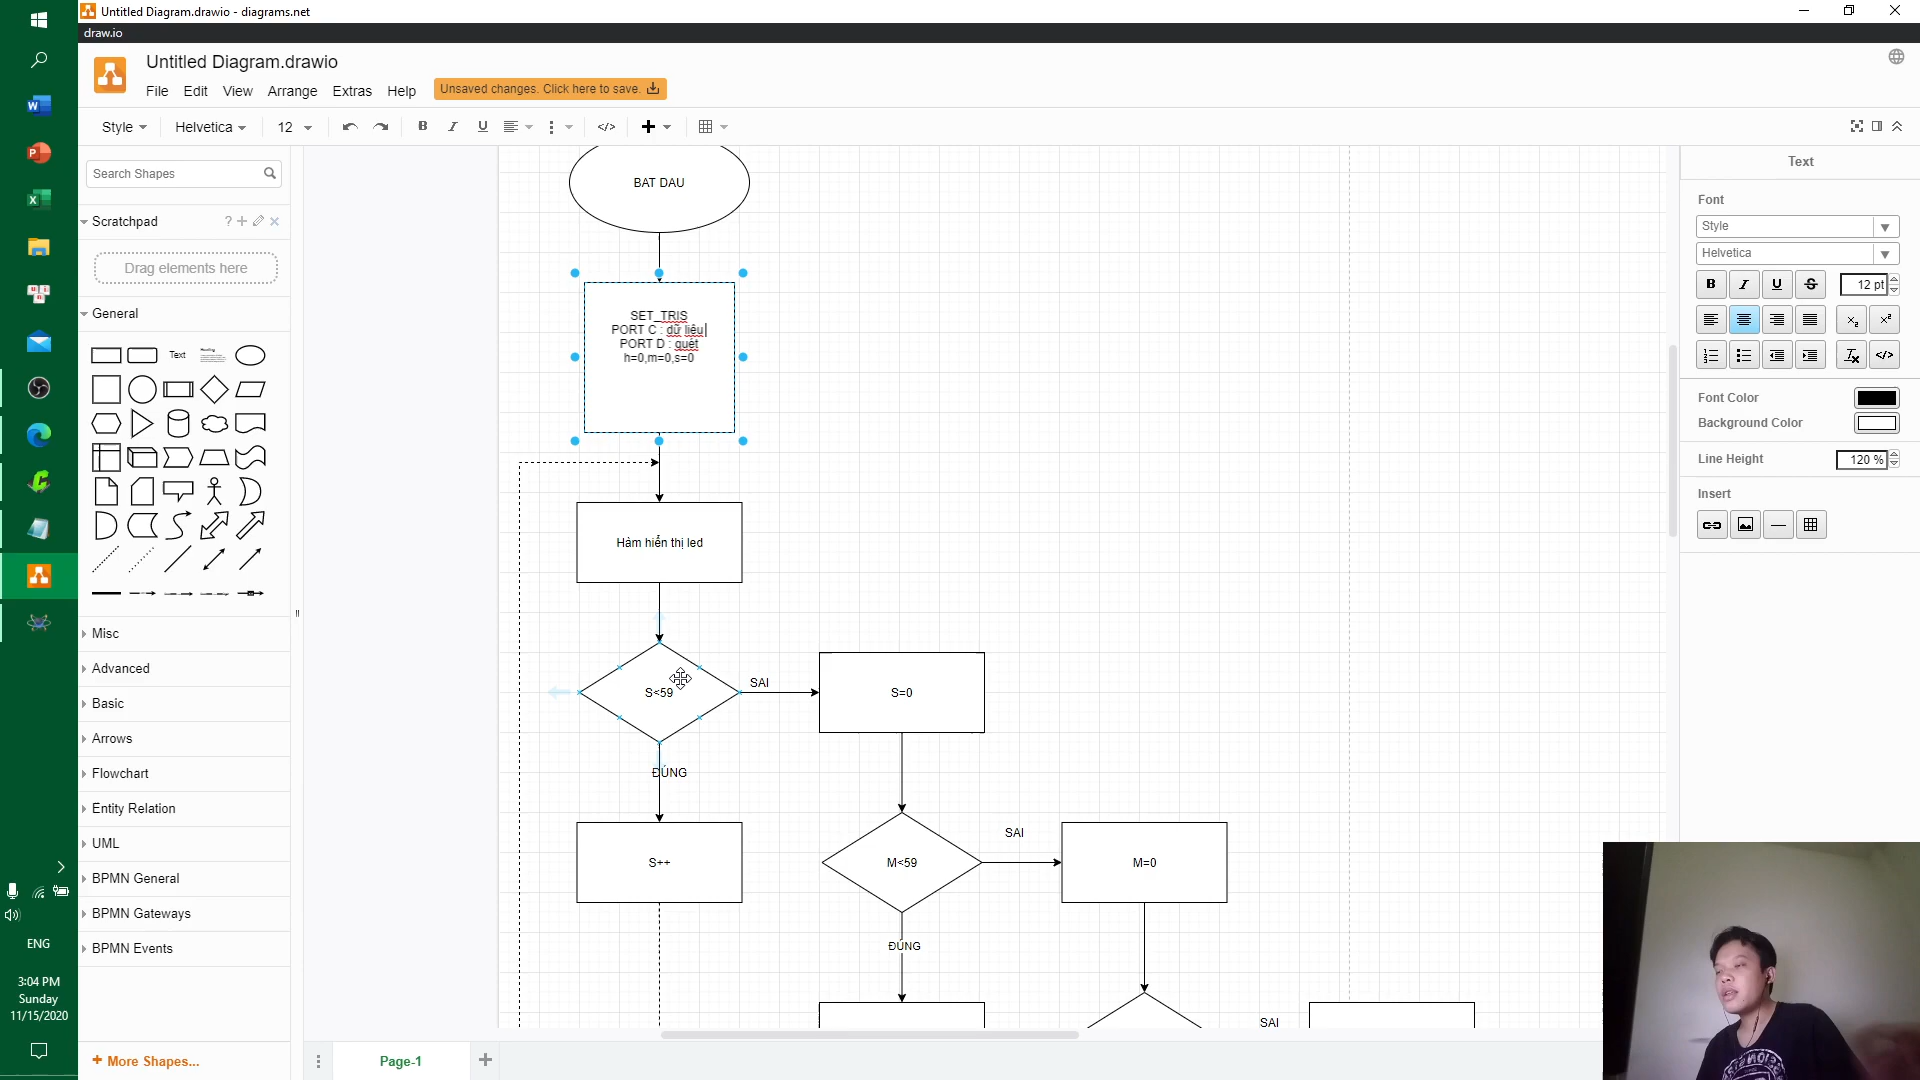 Untitled Diagram.drawio - diagrams.net
draw.io
Untitled Diagram.drawio
File Edit View Arrange Extras Help
Unsaved changes. Click here to save.
Style Helvetica 12 B I U
Search Shapes
Scratchpad
Drag elements here
General
Text
Heading
Misc
Advanced
Basic
Arrows
Flowchart
Entity Relation
UML
BPMN General
BPMN Gateways
BPMN Events
+ More Shapes...
BAT DAU
SET_TRIS
PORT C : dữ liệu
PORT D : quét
h=0,m=0,s=0
Hàm hiển thị led
S<59
SAI
S=0
ĐÚNG
S++
M<59
SAI
M=0
ĐÚNG
SAI
Page-1
Text
Font
Style
Helvetica
B I U S 12 pt
Font Color
Background Color
Line Height 120 %
Insert
ENG
3:04 PM
Sunday
11/15/2020